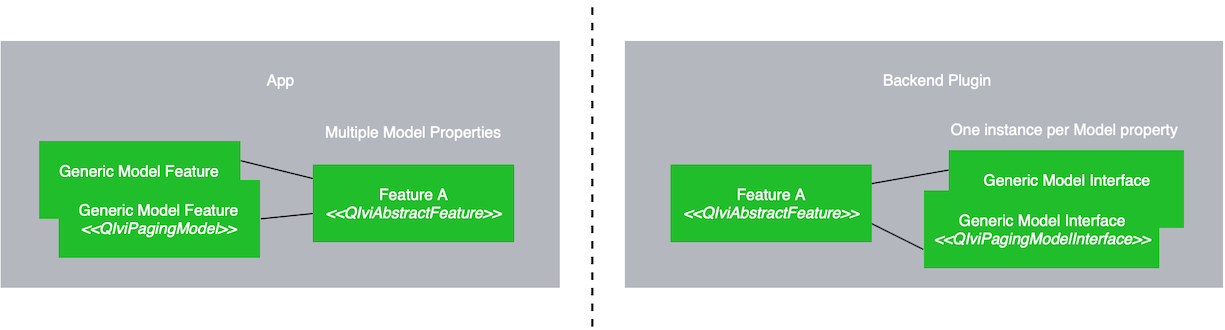 App
Multiple Model Properties
Generic Model Feature
Generic Model Feature
<<QIviPagingModel>>
Feature A
<<QIviAbstractFeature>>
Backend Plugin
One instance per Model property
Feature A
<<QIviAbstractFeature>>
Generic Model Interface
Generic Model Interface
<<QIviPagingModelInterface>>